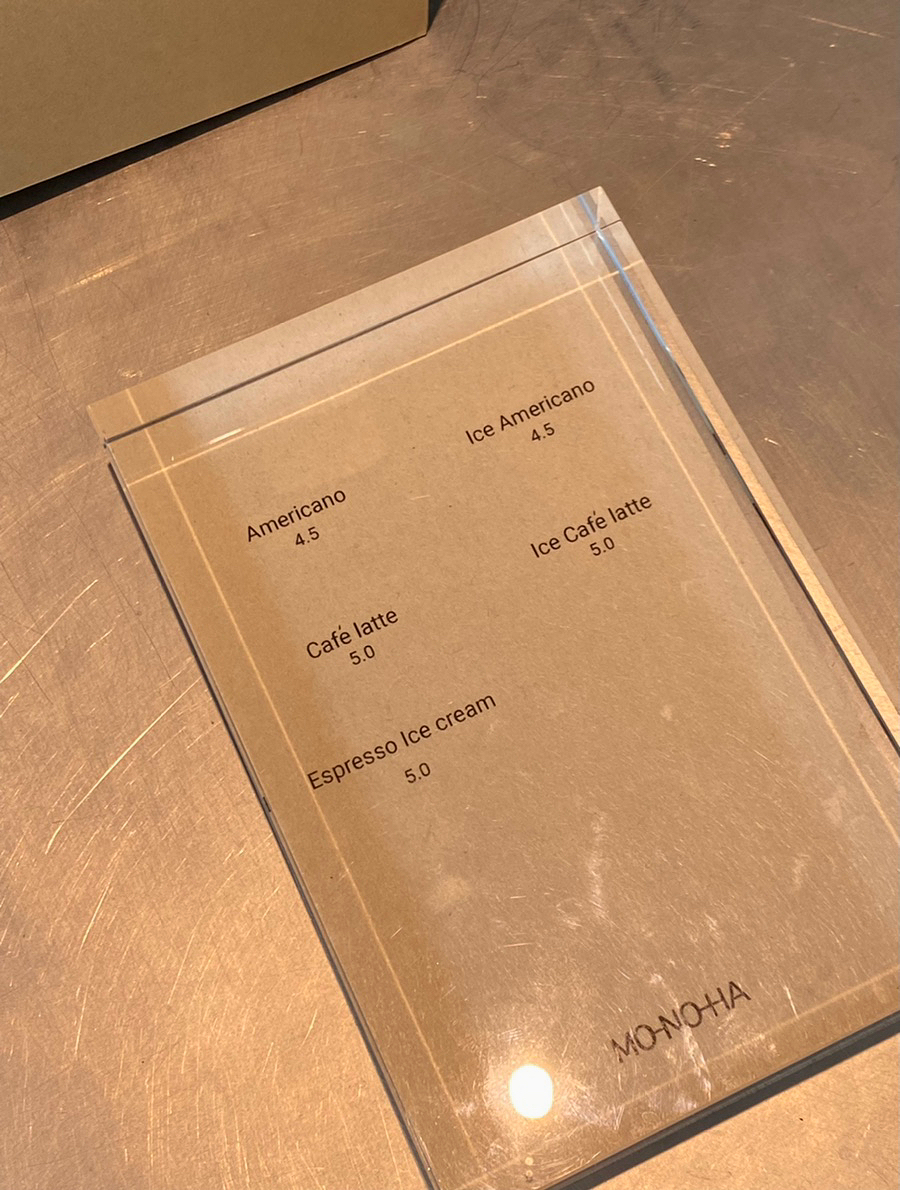 Americano
4.5
Ice Americano
4.5
Café latte
5.0
Ice Café latte
5.0
Espresso Ice cream
5.0
MO-NO-HA